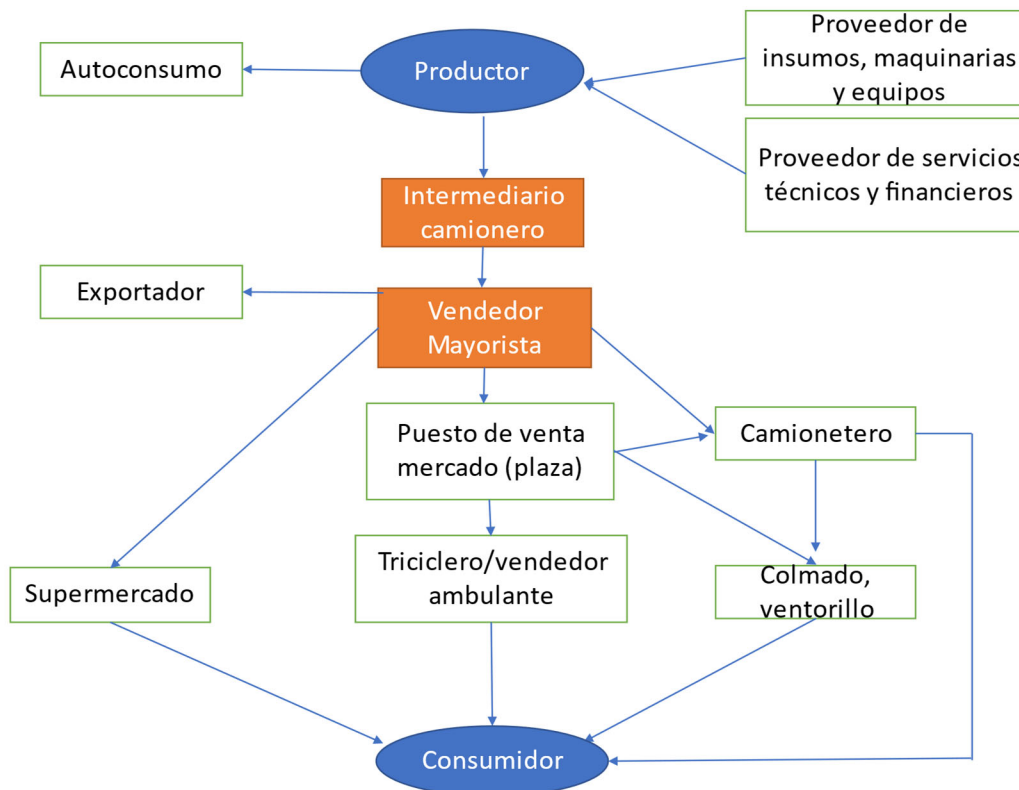 Autoconsumo
Productor
Proveedor de
insumos, maquinarias
y equipos
Proveedor de servicios
técnicos y financieros
Intermediario
camionero
Exportador
Vendedor
Mayorista
Puesto de venta
mercado (plaza)
Camionetero
Triciclero/vendedor
ambulante
Supermercado
Colmado,
ventorillo
Consumidor